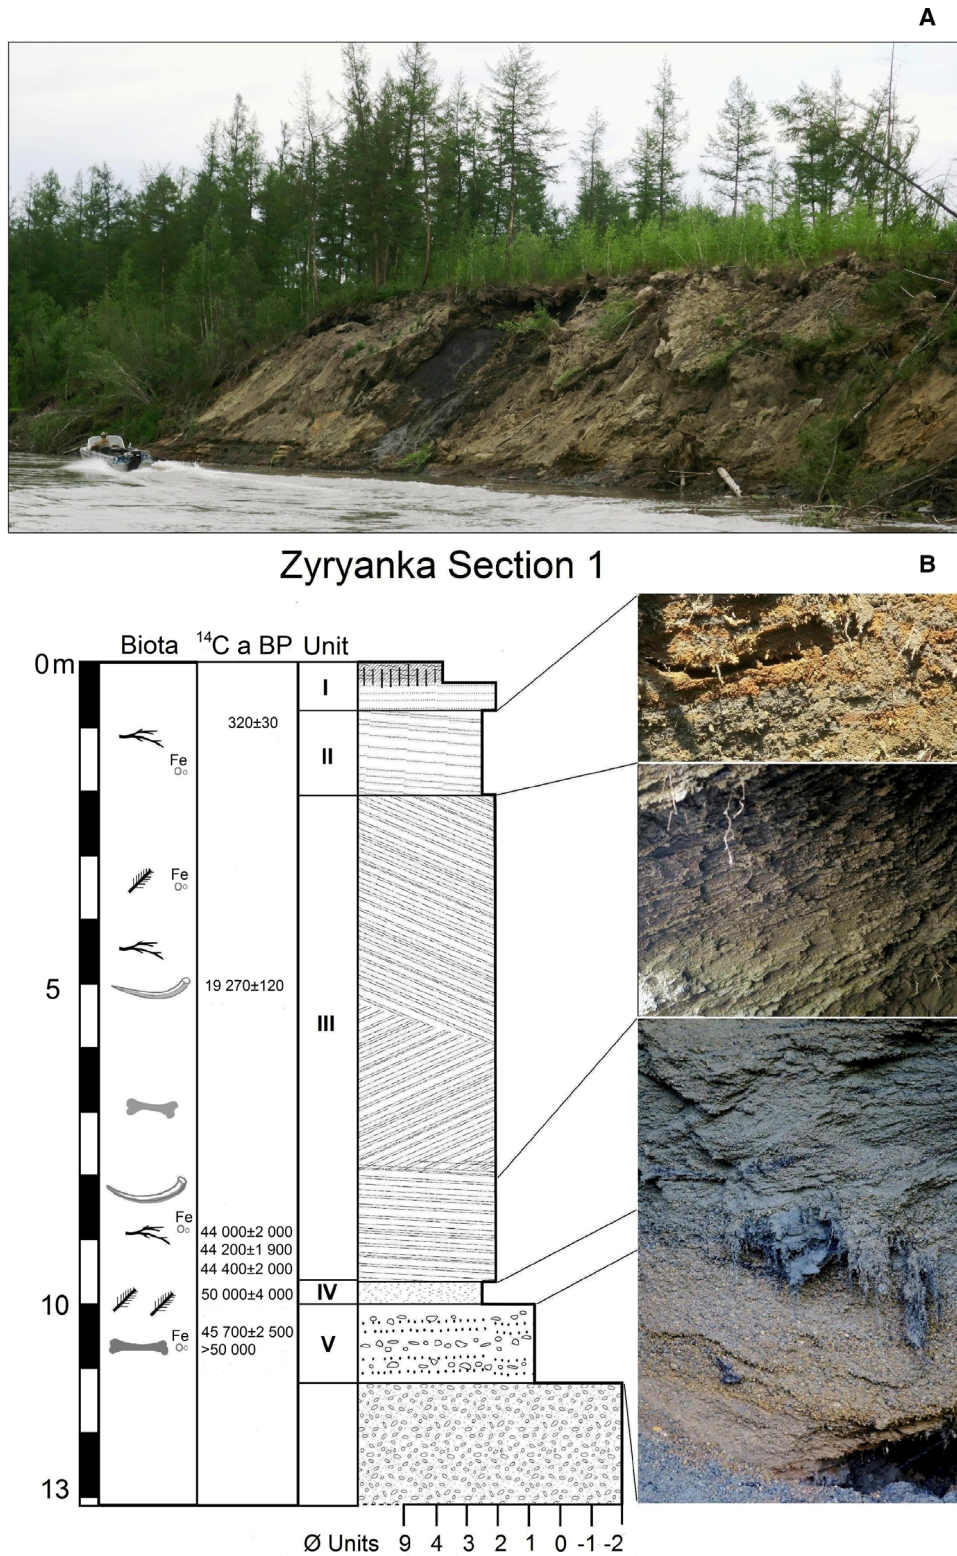 A
Zyryanka Section 1
B
Biota 14C a BP Unit
0 m
I
320±30
II
Fe
Fe
5
19 270±120
III
Fe
44 000±2 000
44 200±1 900
44 400±2 000
IV
10
50 000±4 000
45 700±2 500
Fe
>50 000
V
13
Ø Units 9 4 3 2 1 0 -1 -2